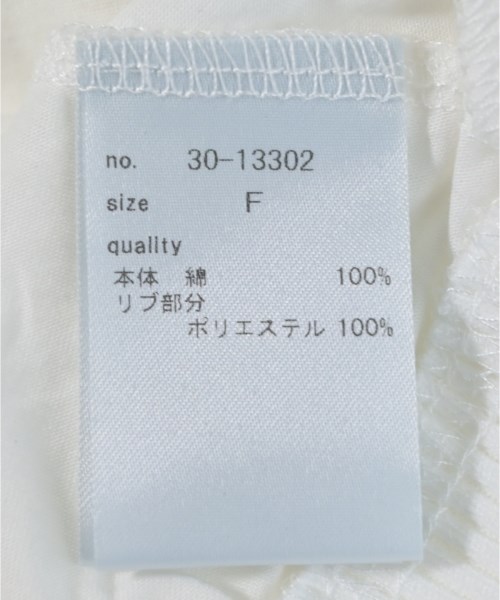 no. 30-13302
size F
quality
本体 綿 100%
リブ部分
ポリエステル 100%